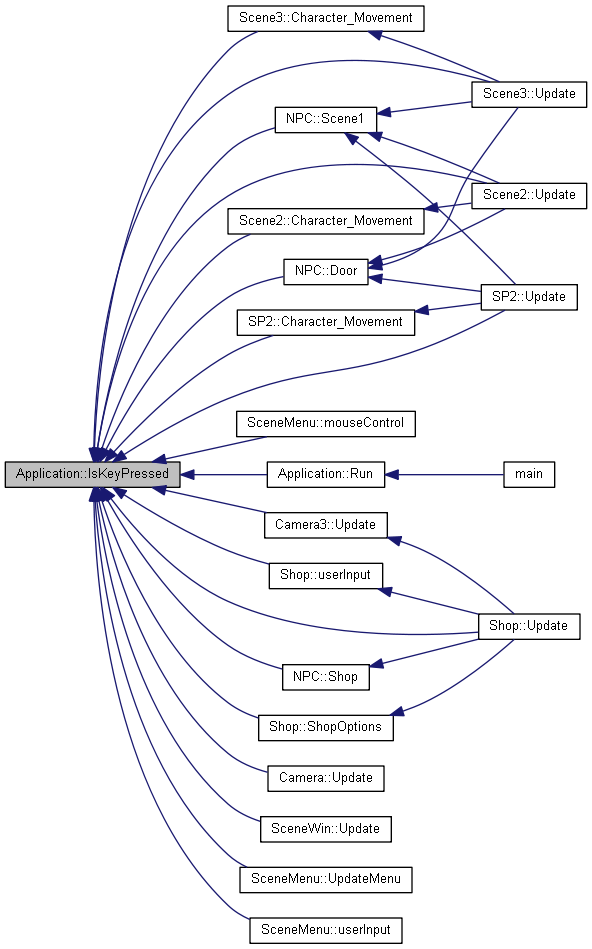 Scene3::Character_Movement
Scene3::Update
NPC::Scene1
Scene2::Update
Scene2::Character_Movement
NPC::Door
SP2::Update
SP2::Character_Movement
SceneMenu::mouseControl
Application::IsKeyPressed
Application::Run
main
Camera3::Update
Shop::userInput
Shop::Update
NPC::Shop
Shop::ShopOptions
Camera::Update
SceneWin::Update
SceneMenu::UpdateMenu
SceneMenu::userInput